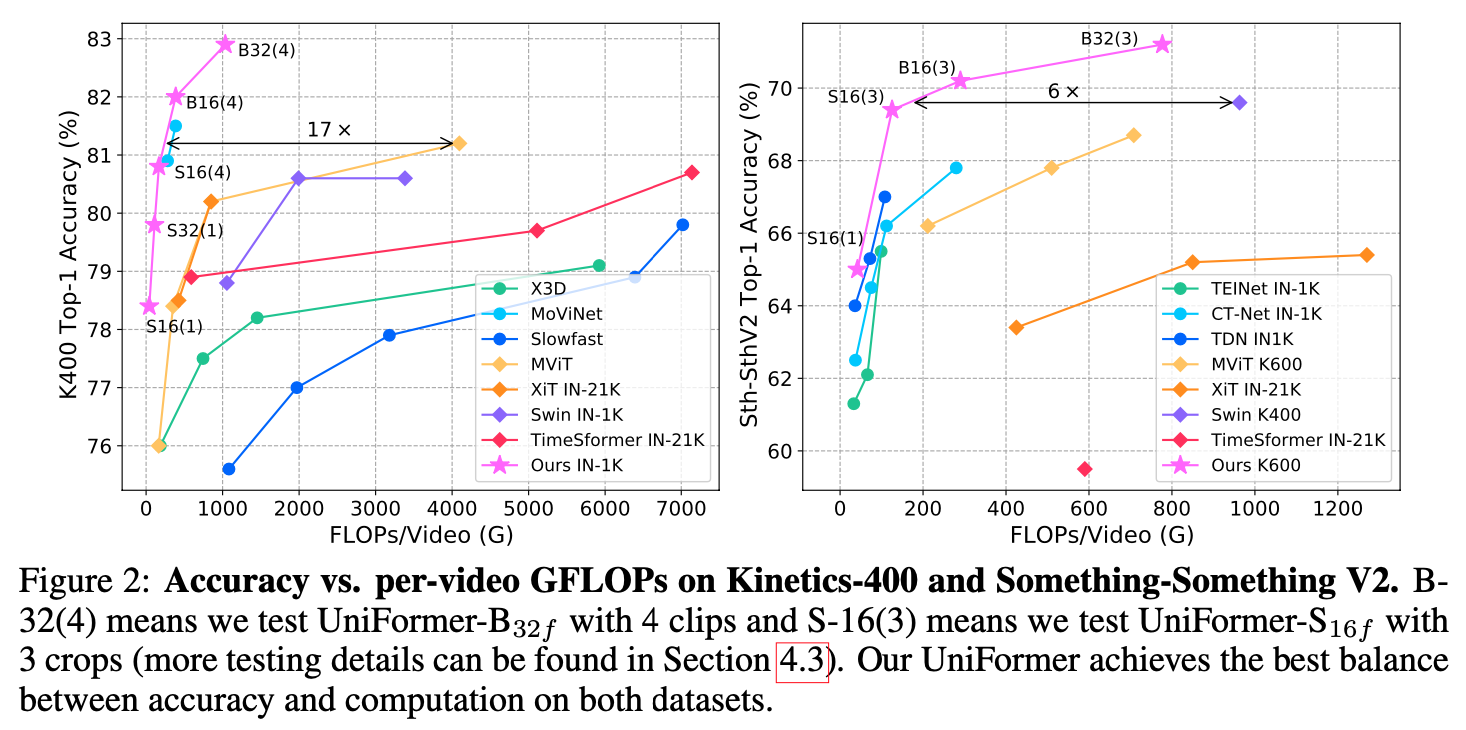 83
82
81
80
79
78
77
76
K400 Top-1 Accuracy (%)
B32(4)
B16(4)
17 ×
S16(4)
S32(1)
S16(1)
X3D
MoViNet
Slowfast
MViT
XiT IN-21K
Swin IN-1K
TimeSformer IN-21K
Ours IN-1K
0 1000 2000 3000 4000 5000 6000 7000
FLOPs/Video (G)
70
68
66
64
62
60
Sth-SthV2 Top-1 Accuracy (%)
B32(3)
B16(3)
S16(3)
6 ×
S16(1)
TEINet IN-1K
CT-Net IN-1K
TDN IN1K
MViT K600
XiT IN-21K
Swin K400
TimeSformer IN-21K
Ours K600
0 200 400 600 800 1000 1200
FLOPs/Video (G)
Figure 2: Accuracy vs. per-video GFLOPs on Kinetics-400 and Something-Something V2. B-
32(4) means we test UniFormer-B32f with 4 clips and S-16(3) means we test UniFormer-S16f with
3 crops (more testing details can be found in Section 4.3). Our UniFormer achieves the best balance
between accuracy and computation on both datasets.